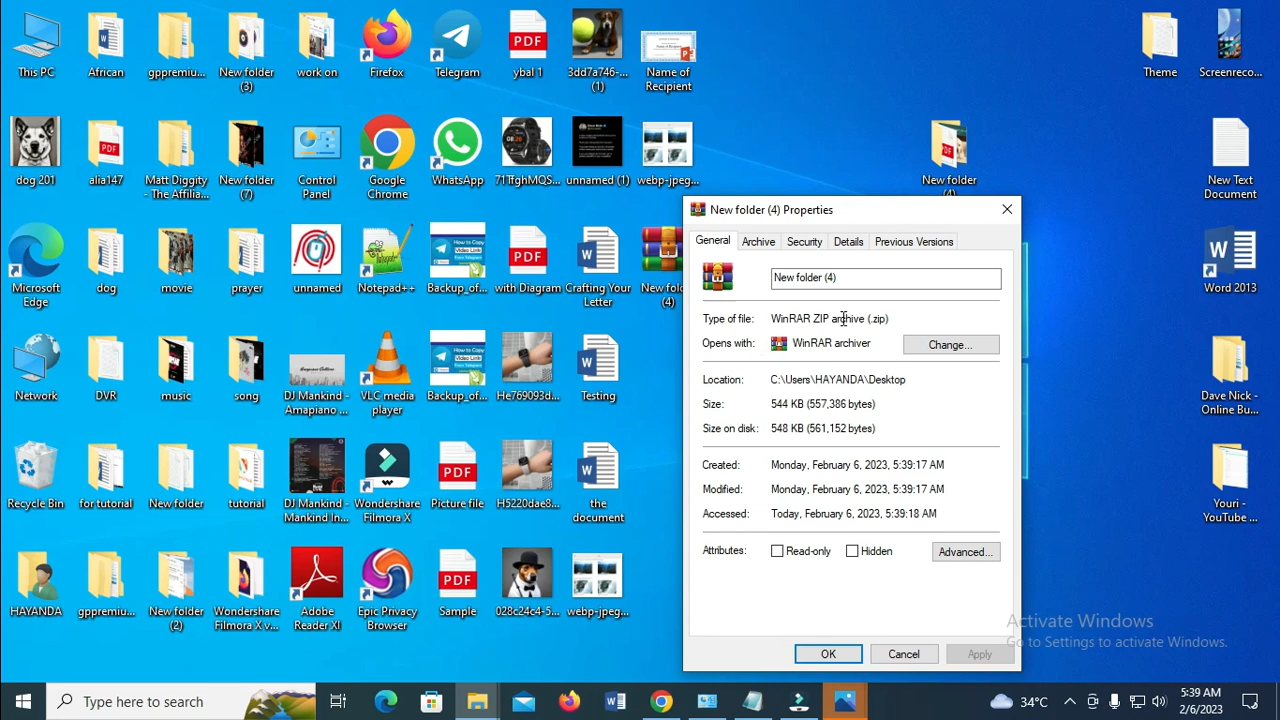 This PC
African
gppremiu...
New folder
(3)
work on
Firefox
Telegram
ybal 1
3dd7a746-...
(1)
Name of
Recipient
Theme
Screenreco...
dog 201
alia147
Matt Diggity
- The Affilia...
New folder
(7)
Control
Panel
Google
Chrome
WhatsApp
71TfghMQS...
unnamed (1)
webp-jpeg...
New folder
(4)
New Text
Document
Microsoft
Edge
dog
movie
prayer
unnamed
Notepad++
Backup_of...
with Diagram
Crafting Your
Letter
New fol
(4)
Word 2013
Network
DVR
music
song
DJ Mankind -
Amapiano ...
VLC media
player
Backup_of...
He769093d...
Testing
Dave Nick -
Online Bu...
Recycle Bin
for tutorial
New folder
tutorial
DJ Mankind -
Mankind In...
Wondershare
Filmora X
Picture file
H5220dae8...
the
document
Youri -
YouTube ...
HAYANDA
gppremiu...
New folder
(2)
Wondershare
Filmora X v...
Adobe
Reader XI
Epic Privacy
Browser
Sample
028c24c4-5...
webp-jpeg...
New folder (4) Properties
General Archive Security Details Previous Versions
New folder (4)
Type of file: WinRAR ZIP archive (.zip)
Opens with: WinRAR archiver Change...
Location: C:\Users\HAYANDA\Desktop
Size: 544 KB (557,386 bytes)
Size on disk: 548 KB (561,152 bytes)
Created: Monday, February 6, 2023, 5:39:17 AM
Modified: Monday, February 6, 2023, 5:39:17 AM
Accessed: Today, February 6, 2023, 5:39:18 AM
Attributes: Read-only Hidden Advanced...
OK Cancel Apply
Activate Windows
Go to Settings to activate Windows.
Type here to search
34°C
5:39 AM
2/6/2023